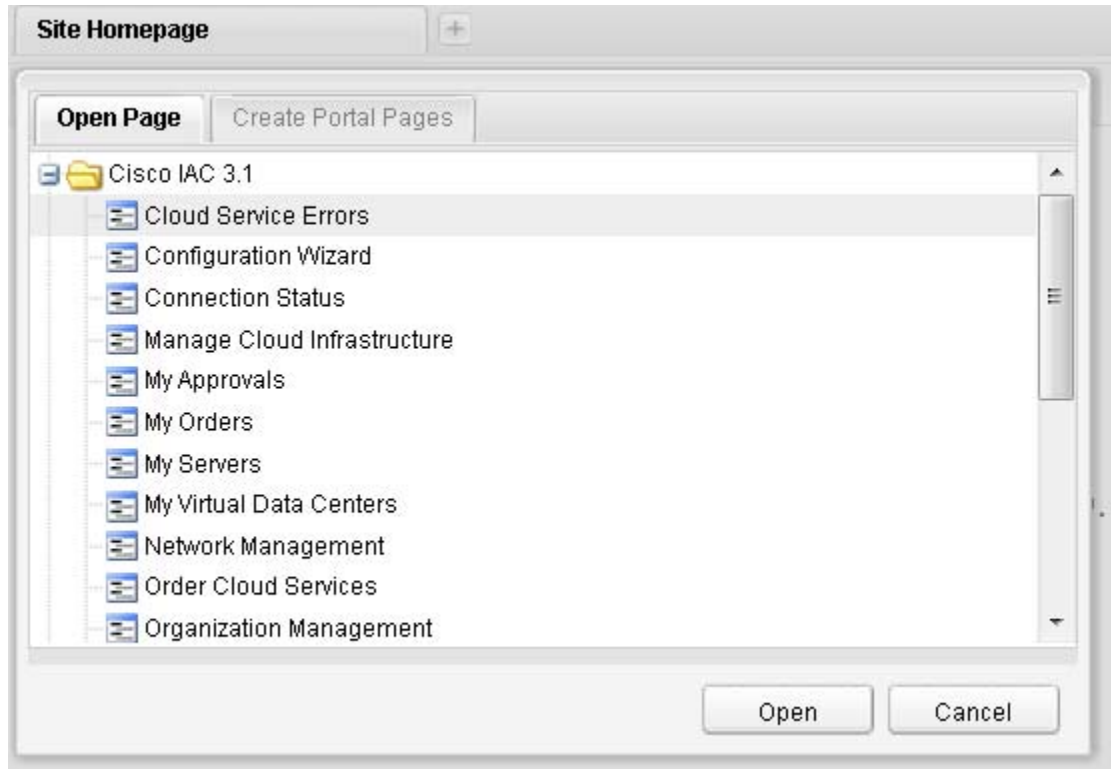 Site Homepage
Open Page
Create Portal Pages
Cisco IAC 3.1
Cloud Service Errors
Configuration Wizard
Connection Status
Manage Cloud Infrastructure
My Approvals
My Orders
My Servers
My Virtual Data Centers
Network Management
Order Cloud Services
Organization Management
Open
Cancel